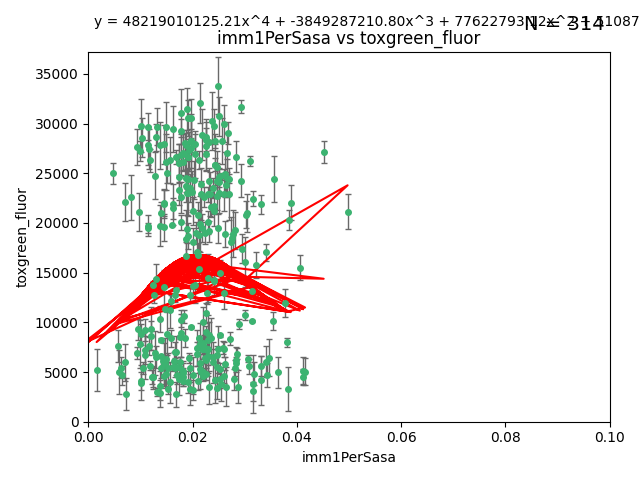 y = 48219010125.21x^4 + -3849287210.80x^3 + 77622793
N = 314
imm1PerSasa vs toxgreen_fluor
35000
30000
25000
20000
15000
10000
5000
0
toxgreen_fluor
0.00 0.02 0.04 0.06 0.08 0.10
imm1PerSasa